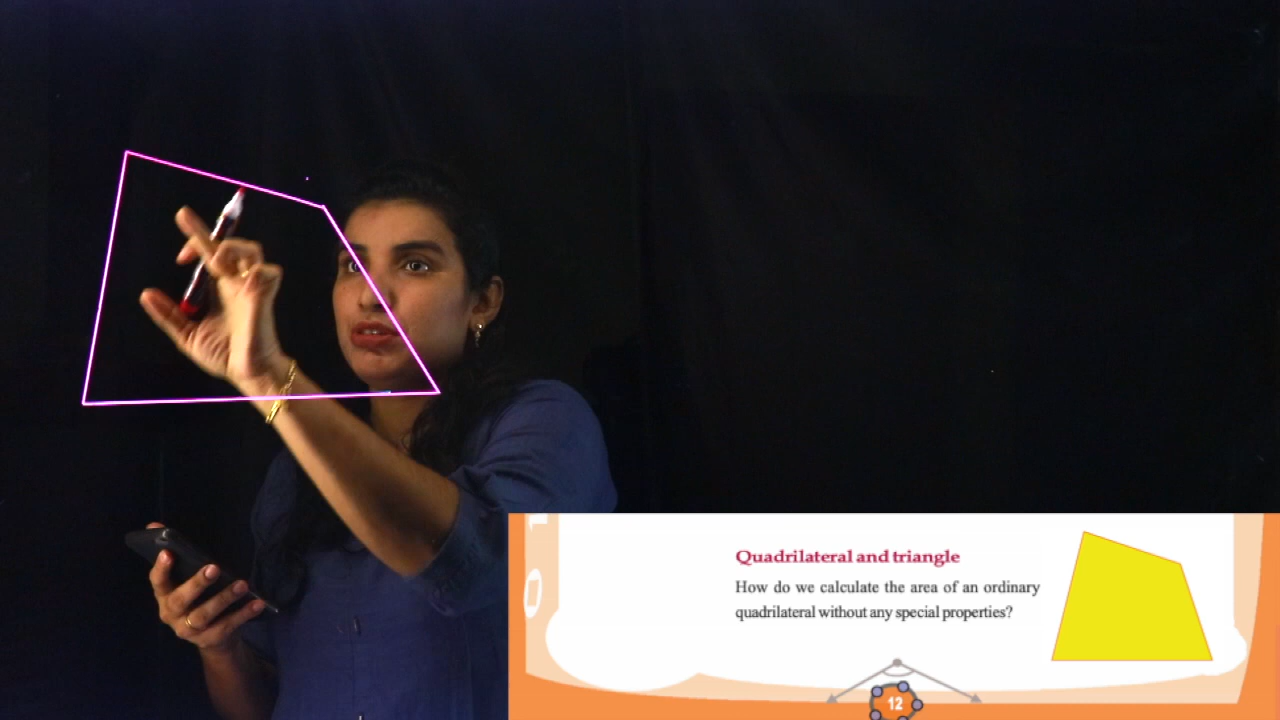 Quadrilateral and triangle
How do we calculate the area of an ordinary
quadrilateral without any special properties?
12